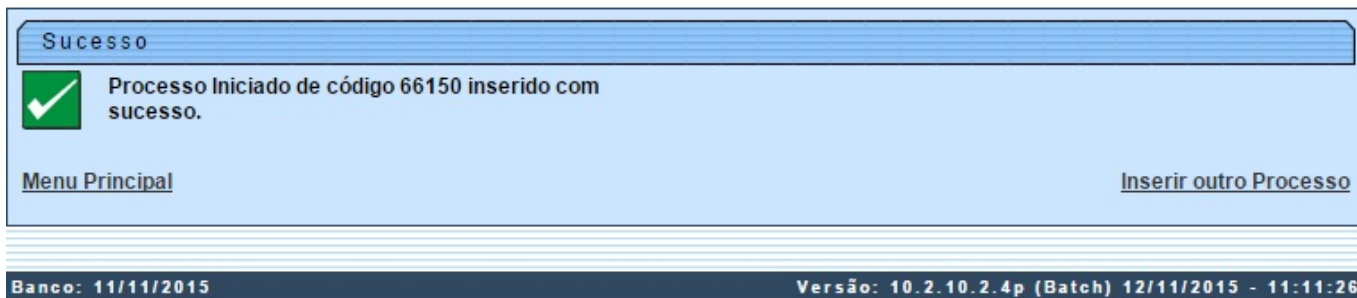 Sucesso
Processo Iniciado de código 66150 inserido com
sucesso.
Menu Principal
Inserir outro Processo
Banco: 11/11/2015
Versão: 10.2.10.2.4p (Batch) 12/11/2015 - 11:11:26